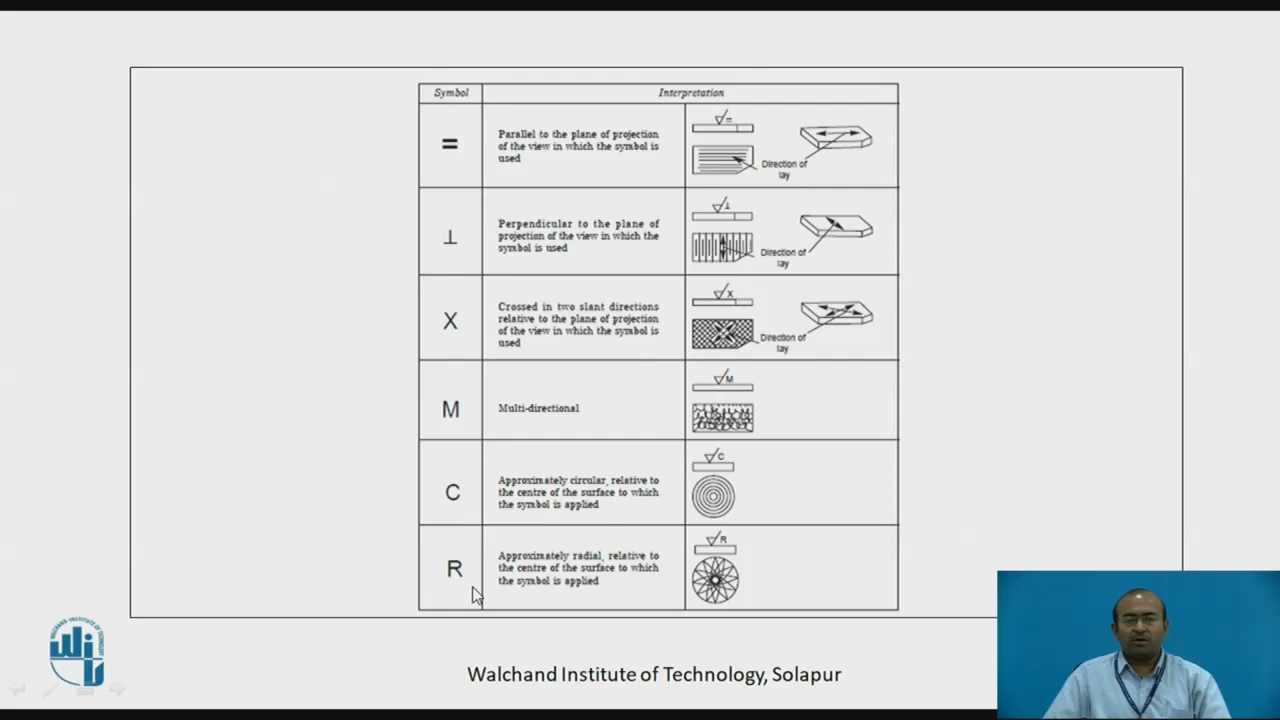 Symbol Interpretation
=
Parallel to the plane of projection
of the view in which the symbol is
used
=
Direction of
lay
⊥
Perpendicular to the plane of
projection of the view in which the
symbol is used
⊥
Direction of
lay
X
Crossed in two slant directions
relative to the plane of projection
of the view in which the symbol is
used
X
Direction of
lay
M
Multi-directional
M
C
Approximately circular, relative to
the centre of the surface to which
the symbol is applied
C
R
Approximately radial, relative to
the centre of the surface to which
the symbol is applied
R
WALCHAND INSTITUTE OF TECHNOLOGY
WIT
Walchand Institute of Technology, Solapur